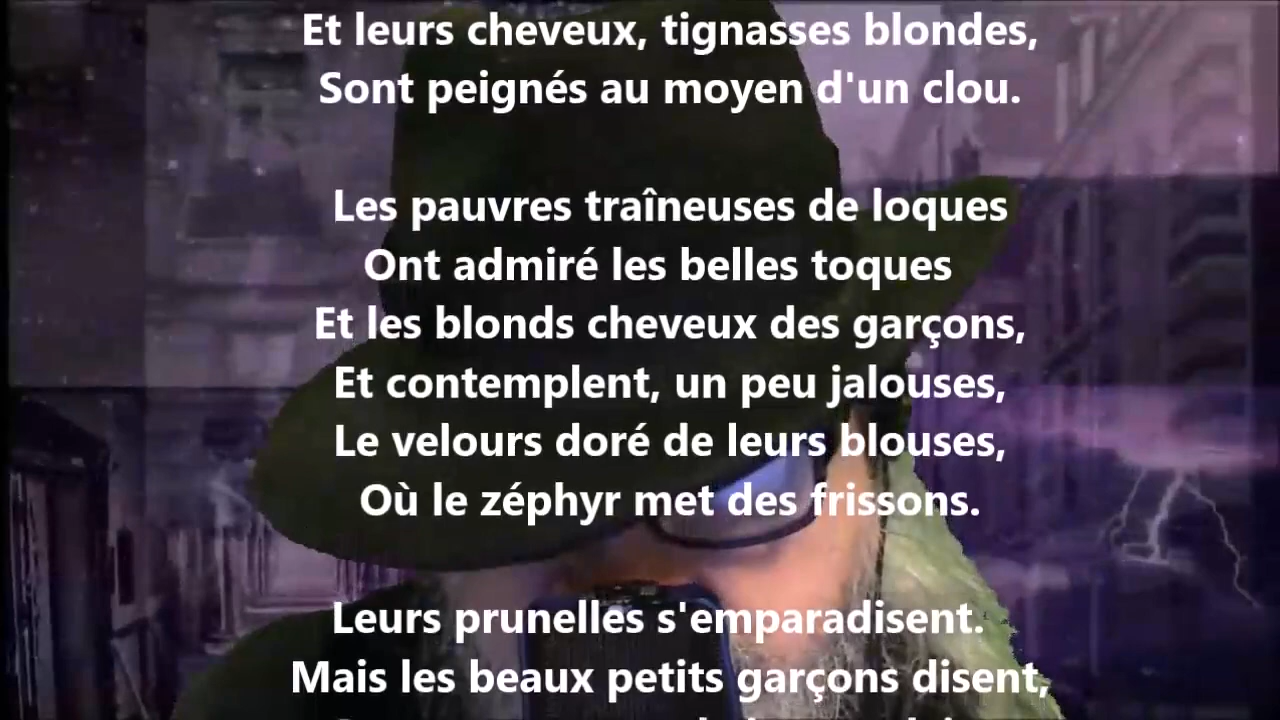 Et leurs cheveux, tignasses blondes,
Sont peignés au moyen d'un clou.
Les pauvres traîneuses de loques
Ont admiré les belles toques
Et les blonds cheveux des garçons,
Et contemplent, un peu jalouses,
Le velours doré de leurs blouses,
Où le zéphyr met des frissons.
Leurs prunelles s'emparadisent.
Mais les beaux petits garçons disent,